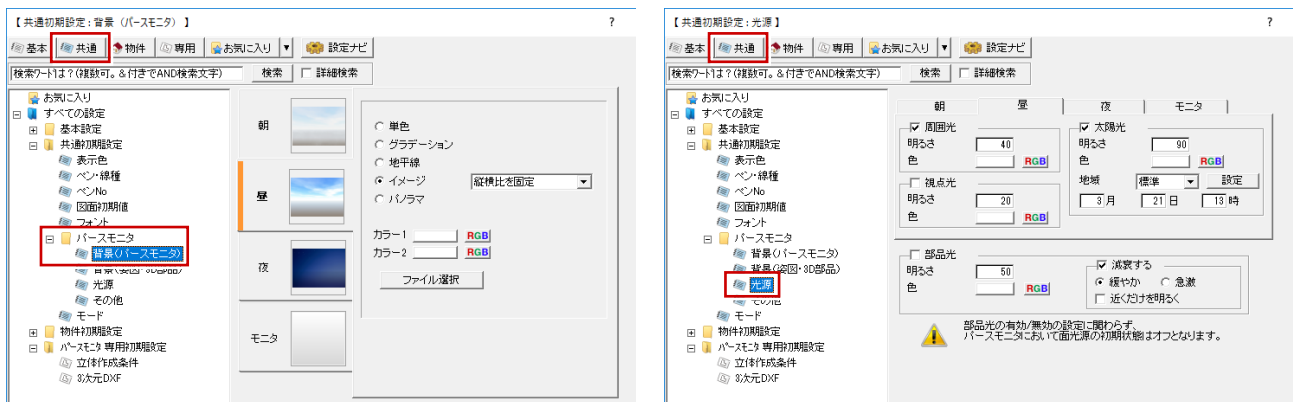 【 共通初期設定 : 背景 (パースモニタ) 】 ?
基本 共通 物件 専用 お気に入り ▼ 設定ナビ
検索ワードは?(複数可。&付きでAND検索文字) 検索 詳細検索
お気に入り
すべての設定
基本設定
共通初期設定
表示色
ペン・線種
ペンNo
図面初期値
フォント
パースモニタ
背景(パースモニタ)
背景(姿図・3D部品)
光源
その他
モード
物件初期設定
パースモニタ 専用初期設定
立体作成条件
3次元DXF
朝
昼
夜
モニタ
単色
グラデーション
地平線
イメージ 縦横比を固定
パノラマ
カラー1 RGB
カラー2 RGB
ファイル選択
【 共通初期設定 : 光源 】 ?
基本 共通 物件 専用 お気に入り ▼ 設定ナビ
検索ワードは?(複数可。&付きでAND検索文字) 検索 詳細検索
お気に入り
すべての設定
基本設定
共通初期設定
表示色
ペン・線種
ペンNo
図面初期値
フォント
パースモニタ
背景(パースモニタ)
背景(姿図・3D部品)
光源
その他
モード
物件初期設定
パースモニタ 専用初期設定
立体作成条件
3次元DXF
朝 昼 夜 モニタ
周囲光
明るさ 40
色 RGB
視点光
明るさ 20
色 RGB
太陽光
明るさ 90
色 RGB
地域 標準 設定
3 月 21 日 13 時
部品光
明るさ 50
色 RGB
減衰する
緩やか 急激
近くだけを明るく
部品光の有効/無効の設定に関わらず、
パースモニタにおいて面光源の初期状態はオフとなります。